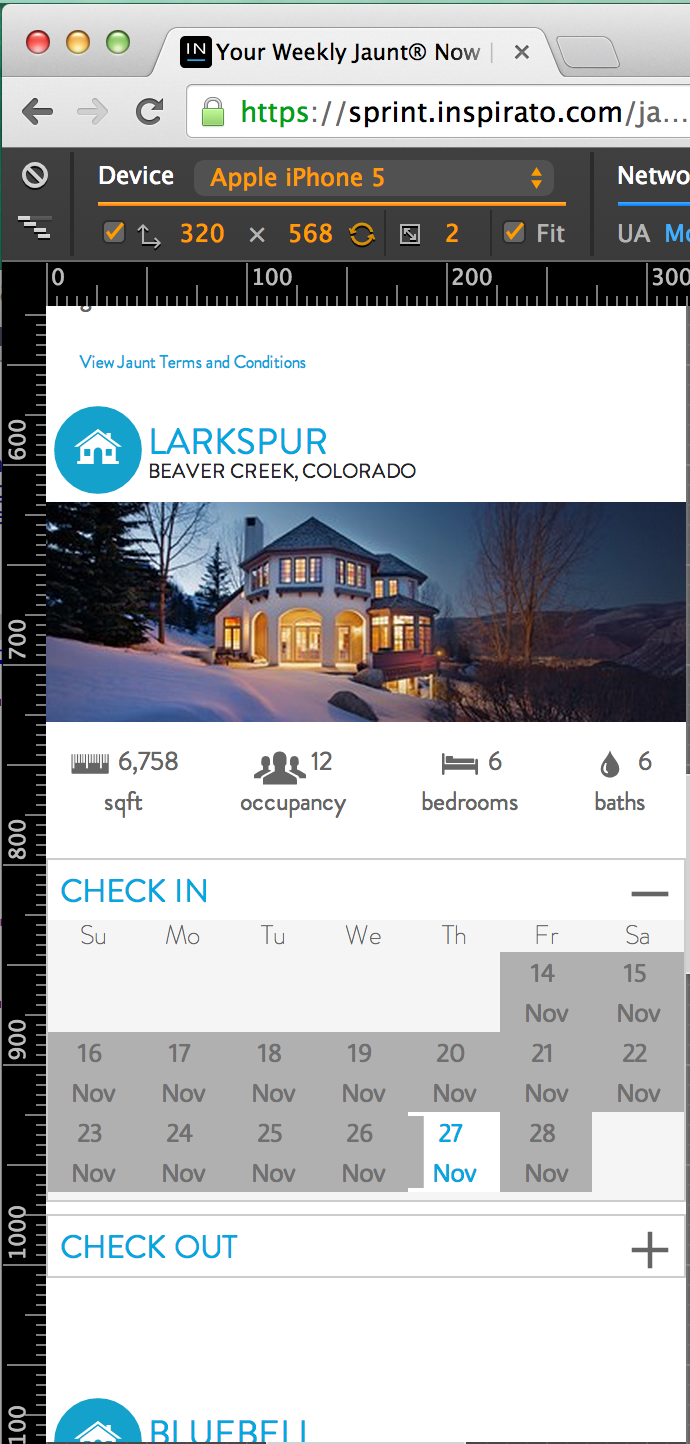 IN Your Weekly Jaunt® Now | ×
https://sprint.inspirato.com/ja...
Device Apple iPhone 5 Netwo
320 × 568 2 Fit UA Mo
0 100 200 300
View Jaunt Terms and Conditions
600
LARKSPUR
BEAVER CREEK, COLORADO
700
6,758 12 6 6
sqft occupancy bedrooms baths
800
CHECK IN
Su Mo Tu We Th Fr Sa
14 15
Nov Nov
900
16 17 18 19 20 21 22
Nov Nov Nov Nov Nov Nov Nov
23 24 25 26 27 28
Nov Nov Nov Nov Nov Nov
1000
CHECK OUT
BLUEBELL
100